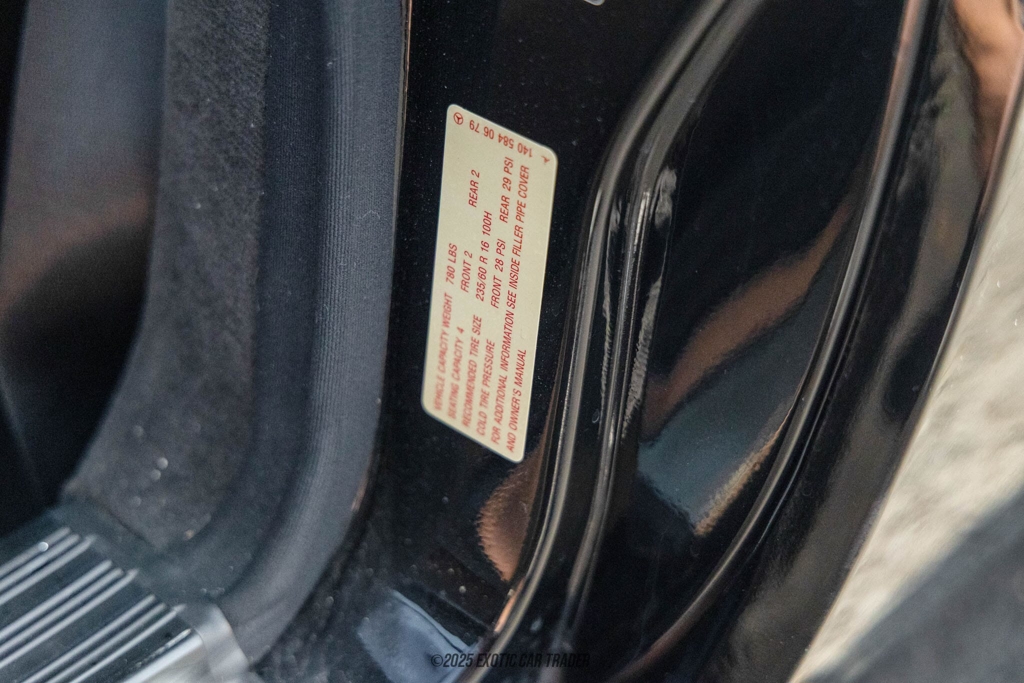 VEHICLE CAPACITY WEIGHT 780 LBS
SEATING CAPACITY 4 FRONT 2 REAR 2
RECOMMENDED TIRE SIZE 235/60 R 16 100H
COLD TIRE PRESSURE FRONT 28 PSI REAR 29 PSI
FOR ADDITIONAL INFORMATION SEE INSIDE FILLER PIPE COVER
AND OWNER'S MANUAL
140 584 06 79
©2025 EXOTIC CAR TRADER